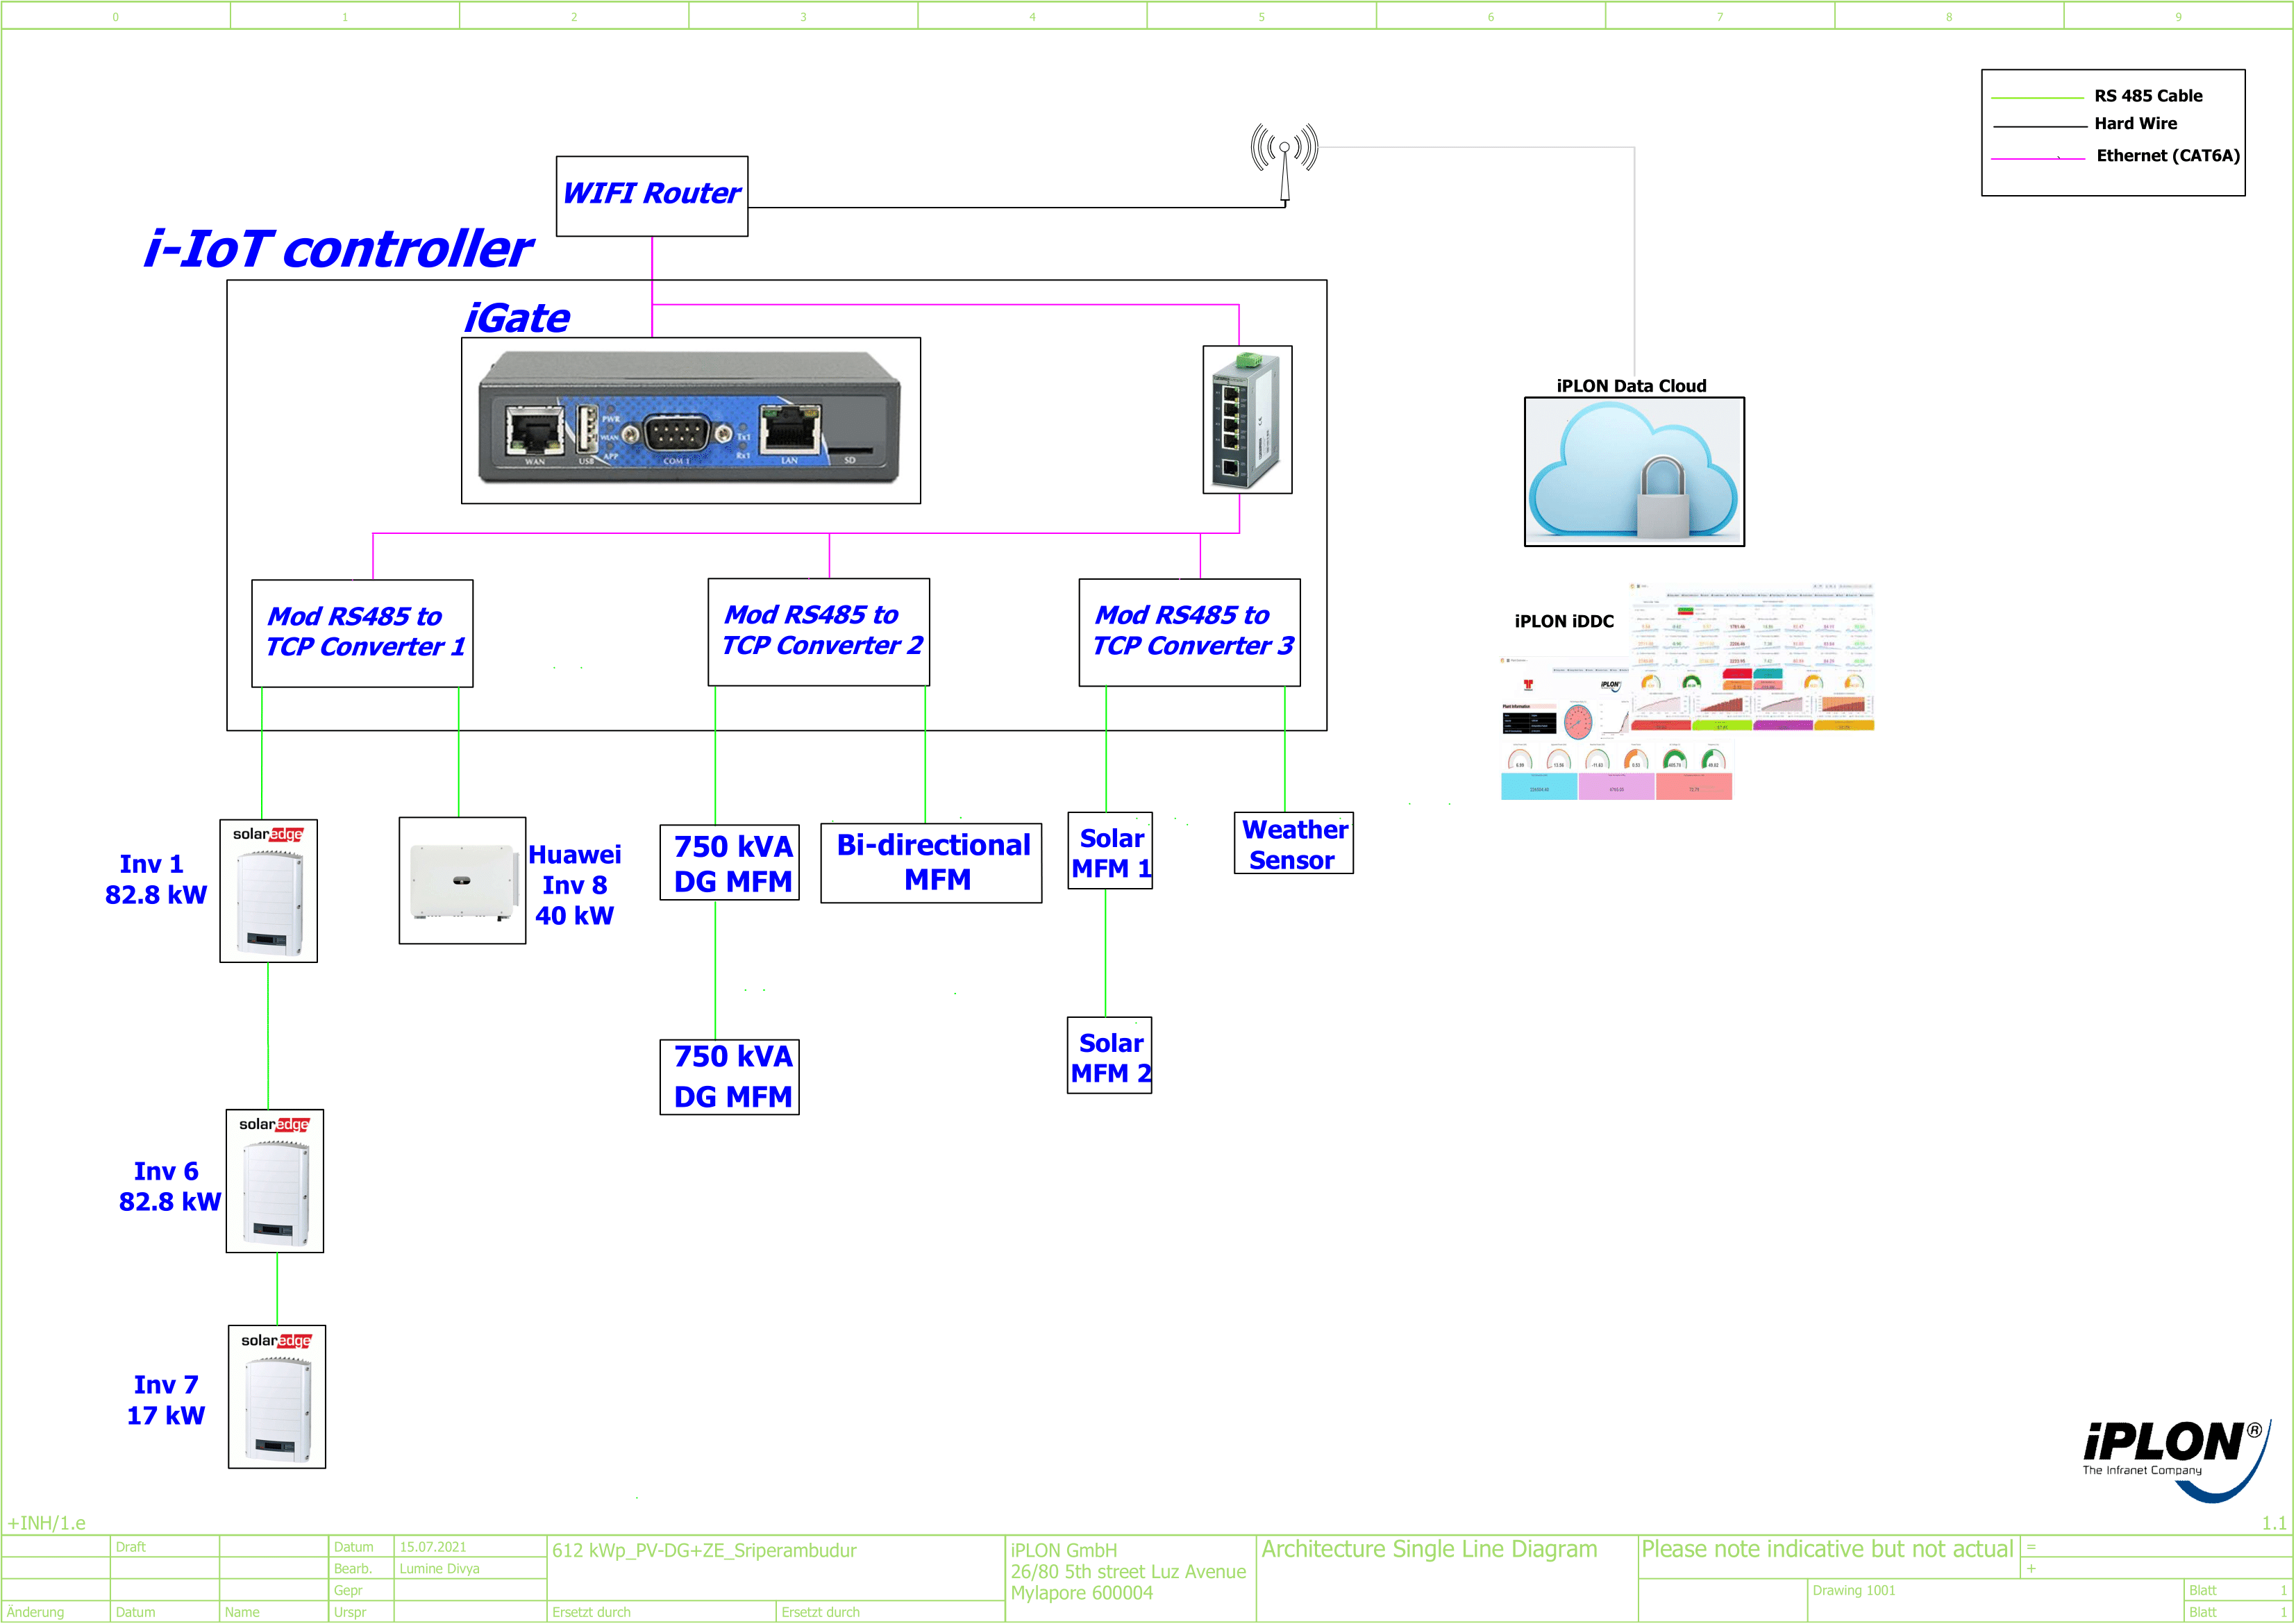 0 1 2 3 4 5 6 7 8 9
RS 485 Cable
Hard Wire
Ethernet (CAT6A)
WIFI Router
i-IoT controller
iGate
PWR
WLAN
APP
WAN
USB
COM 1
Tx1
Rx1
LAN
SD
iPLON Data Cloud
Mod RS485 to
TCP Converter 1
Mod RS485 to
TCP Converter 2
Mod RS485 to
TCP Converter 3
iPLON iDDC
iPLON
Plant Information
solaredge
Inv 1
82.8 kW
Huawei
Inv 8
40 kW
750 kVA
DG MFM
Bi-directional
MFM
Solar
MFM 1
Weather
Sensor
750 kVA
DG MFM
Solar
MFM 2
solaredge
Inv 6
82.8 kW
solaredge
Inv 7
17 kW
iPLON®
The Infranet Company
+INH/1.e
1.1
Draft
Datum 15.07.2021
Bearb. Lumine Divya
Gepr
Änderung Datum Name Urspr
612 kWp_PV-DG+ZE_Sriperambudur
Ersetzt durch Ersetzt durch
iPLON GmbH
26/80 5th street Luz Avenue
Mylapore 600004
Architecture Single Line Diagram
Please note indicative but not actual
=
+
Drawing 1001
Blatt 1
Blatt 1